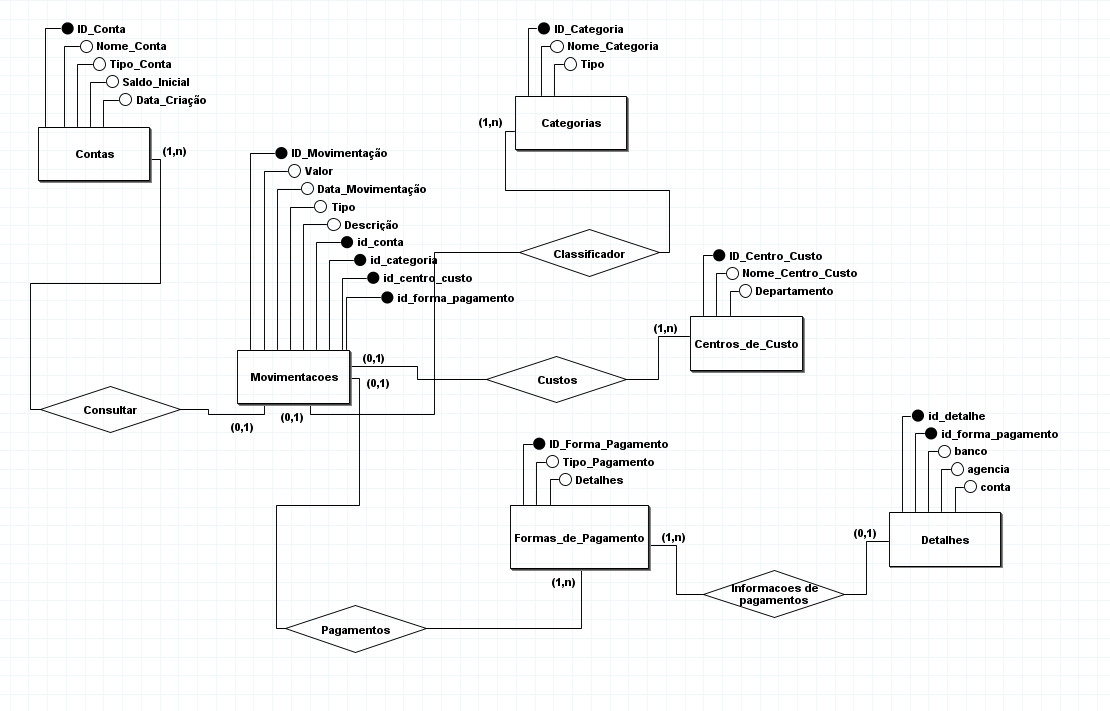 ID_Conta
Nome_Conta
Tipo_Conta
Saldo_Inicial
Data_Criação
Contas
(1,n)
ID_Categoria
Nome_Categoria
Tipo
(1,n)
Categorias
ID_Movimentação
Valor
Data_Movimentação
Tipo
Descrição
id_conta
id_categoria
id_centro_custo
id_forma_pagamento
Movimentacoes
(0,1)
(0,1)
(0,1)
(0,1)
Classificador
ID_Centro_Custo
Nome_Centro_Custo
Departamento
(1,n)
Centros_de_Custo
Custos
Consultar
ID_Forma_Pagamento
Tipo_Pagamento
Detalhes
Formas_de_Pagamento
(1,n)
(1,n)
id_detalhe
id_forma_pagamento
banco
agencia
conta
(0,1)
Detalhes
Informacoes de
pagamentos
Pagamentos